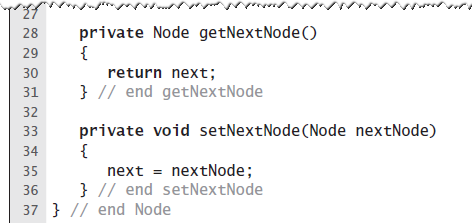 27
28 private Node getNextNode()
29 {
30 return next;
31 } // end getNextNode
32
33 private void setNextNode(Node nextNode)
34 {
35 next = nextNode;
36 } // end setNextNode
37 } // end Node